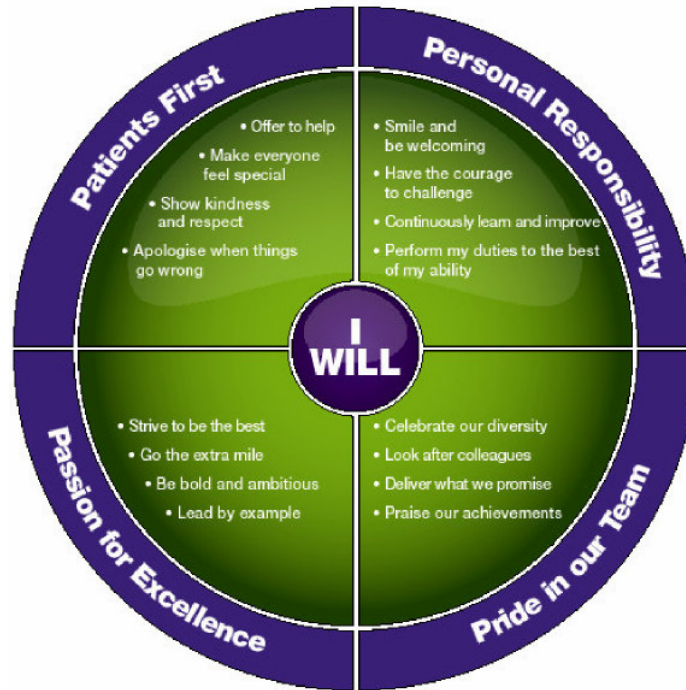 Patients First
• Offer to help
• Make everyone
feel special
• Show kindness
and respect
• Apologise when things
go wrong
Personal Responsibility
• Smile and
be welcoming
• Have the courage
to challenge
• Continuously learn and improve
• Perform my duties to the best
of my ability
I
WILL
Passion for Excellence
• Strive to be the best
• Go the extra mile
• Be bold and ambitious
• Lead by example
Pride in our Team
• Celebrate our diversity
• Look after colleagues
• Deliver what we promise
• Praise our achievements